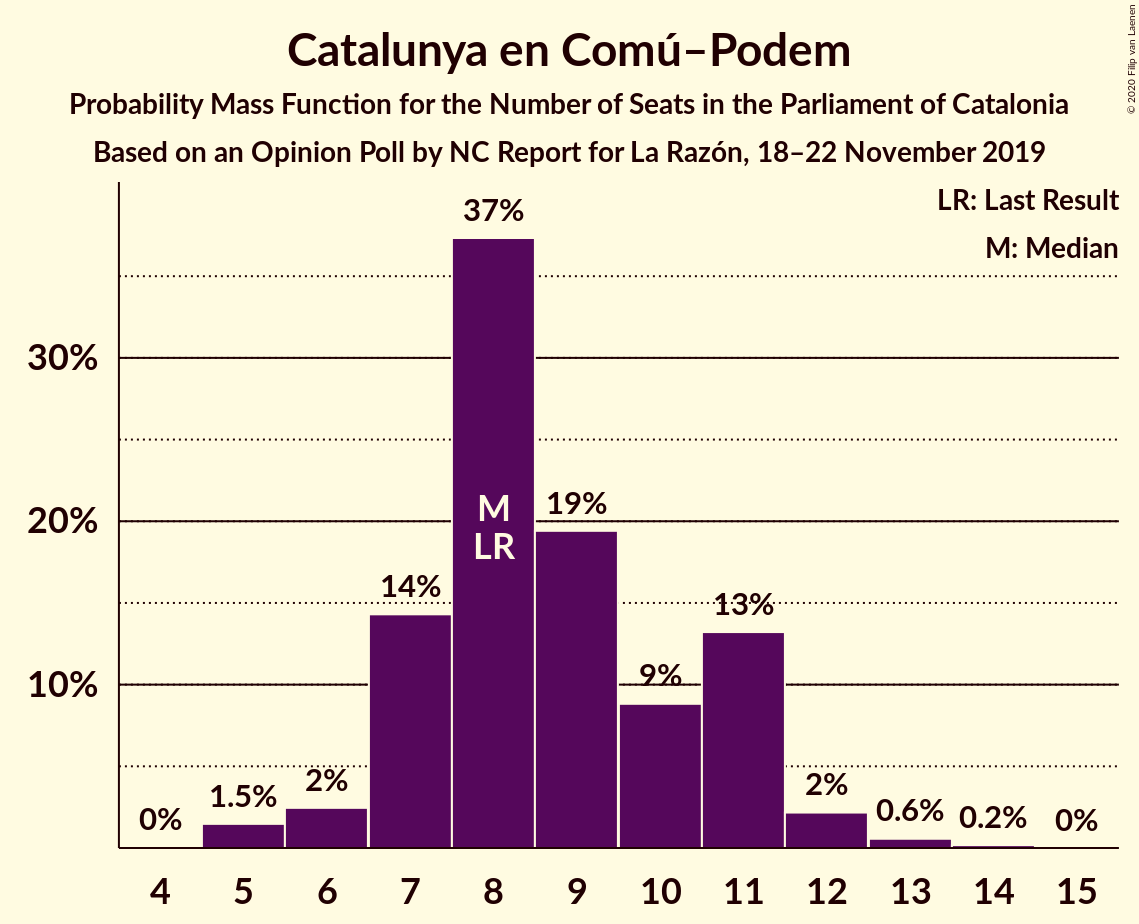 Catalunya en Comú–Podem
Probability Mass Function for the Number of Seats in the Parliament of Catalonia
Based on an Opinion Poll by NC Report for La Razón, 18–22 November 2019
© 2020 Filip van Laenen
LR: Last Result
M: Median
37%
30%
20%
10%
M
LR
0%
1.5%
2%
14%
19%
9%
13%
2%
0.6%
0.2%
0%
4 5 6 7 8 9 10 11 12 13 14 15